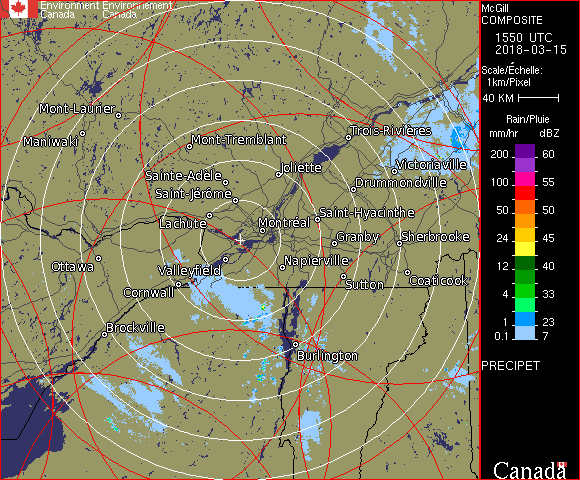 Environment Environnement
Canada Canada
McGill
COMPOSITE
1550 UTC
2018-03-15
Scale/Échelle:
1km/Pixel
40 KM
Rain/Pluie
mm/hr dBZ
200 60
100 55
50 50
24 45
12 40
4 33
1 23
0.1 7
PRECIPET
Canada
Mont-Laurier
Maniwaki
Mont-Tremblant
Trois-Rivières
Sainte-Adèle
Joliette
Victoriaville
Saint-Jérôme
Drummondville
Lachute
Montréal
Saint-Hyacinthe
Granby
Sherbrooke
Ottawa
Valleyfield
Napierville
Cornwall
Sutton
Coaticook
Brockville
Burlington